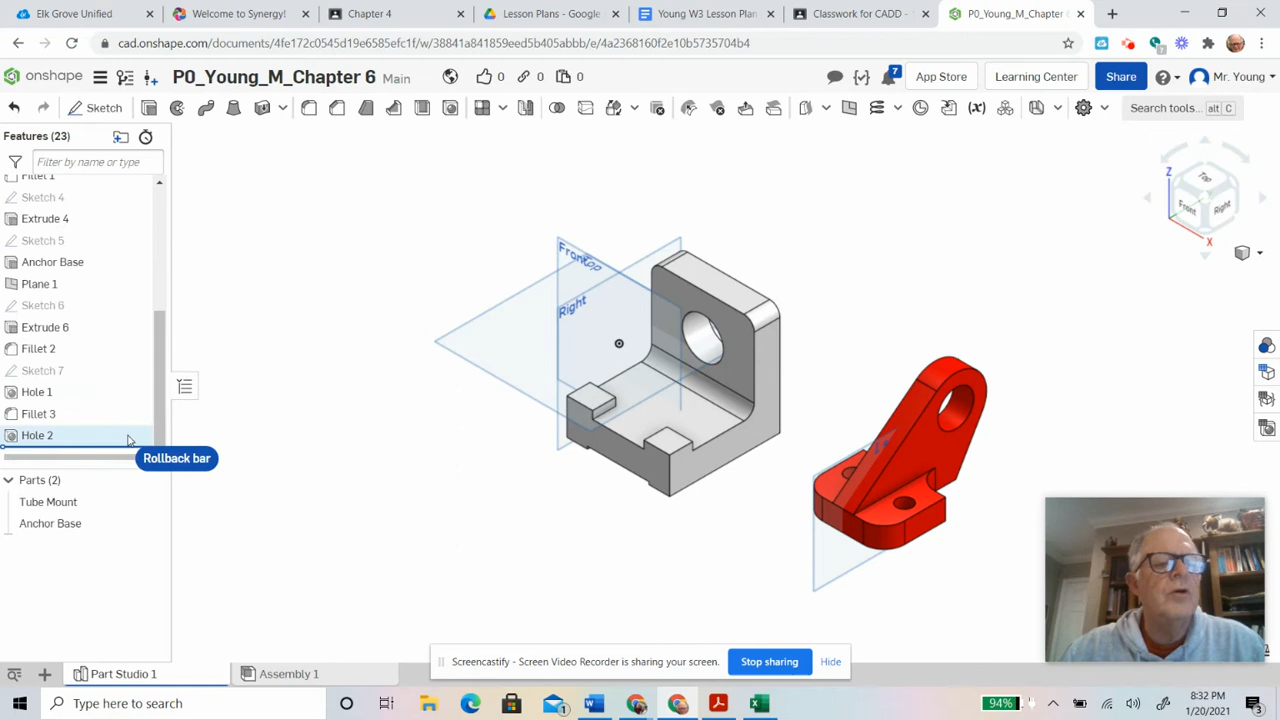 Elk Grove Unified
Welcome to Synergy!
Chapter 4
Lesson Plans - Google
Young W3 Lesson Plan
Classwork for CADD -
P0_Young_M_Chapter 6
cad.onshape.com/documents/4fe172c0545d19e6585efc1f/w/38841a841859eed5b405abbb/e/4a2368160f2e10b5735704b4
onshape
P0_Young_M_Chapter 6 Main
0
0
0
7
App Store
Learning Center
Share
Mr. Young
Sketch
Search tools...
alt C
Features (23)
Filter by name or type
Fillet 1
Sketch 4
Extrude 4
Sketch 5
Anchor Base
Plane 1
Sketch 6
Extrude 6
Fillet 2
Sketch 7
Hole 1
Fillet 3
Hole 2
Rollback bar
Parts (2)
Tube Mount
Anchor Base
Front
Top
Right
Z
Top
Front
Right
X
Screencastify - Screen Video Recorder is sharing your screen.
Stop sharing
Hide
Part Studio 1
Assembly 1
Type here to search
94%
8:32 PM
1/20/2021
3